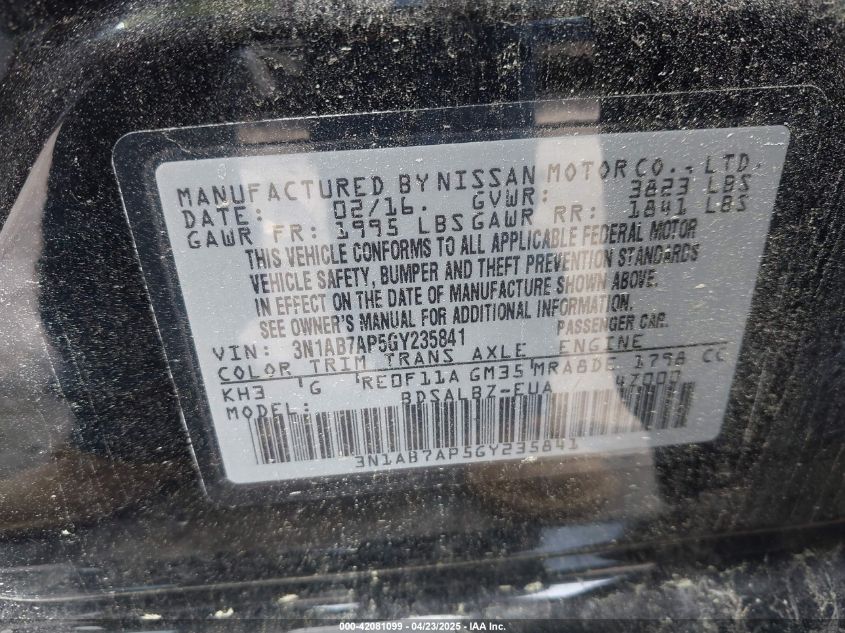 MANUFACTURED BY NISSAN MOTOR CO., LTD.
DATE: 02/16. GVWR: 3823 LBS
GAWR FR: 1995 LBS GAWR RR: 1841 LBS
THIS VEHICLE CONFORMS TO ALL APPLICABLE FEDERAL MOTOR
VEHICLE SAFETY, BUMPER AND THEFT PREVENTION STANDARDS
IN EFFECT ON THE DATE OF MANUFACTURE SHOWN ABOVE.
SEE OWNER'S MANUAL FOR ADDITIONAL INFORMATION.
VIN: 3N1AB7AP5GY235841 PASSENGER CAR.
COLOR TRIM TRANS AXLE ENGINE
KH3 G RE0F11A GM35 MRA8DE 1798 CC
MODEL: BDSALBZ-EUA / 47000
3N1AB7AP5GY235841
000-42081099 - 04/23/2025 - IAA Inc.